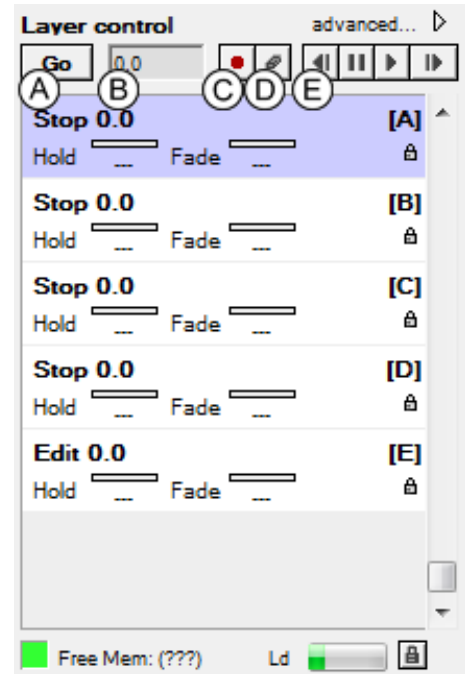 Layer control advanced...
Go 0.0
A B C D E
Stop 0.0 [A]
Hold --- Fade ---
Stop 0.0 [B]
Hold --- Fade ---
Stop 0.0 [C]
Hold --- Fade ---
Stop 0.0 [D]
Hold --- Fade ---
Edit 0.0 [E]
Hold --- Fade ---
Free Mem: (???) Ld